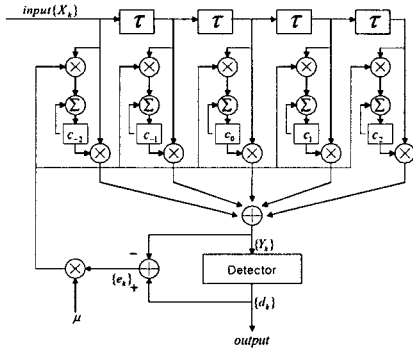 input{X_k}
τ τ τ τ
Σ Σ Σ Σ Σ
c_{-2} c_{-1} c_0 c_1 c_2
{Y_k}
Detector
{e_k}
{d_k}
μ
output